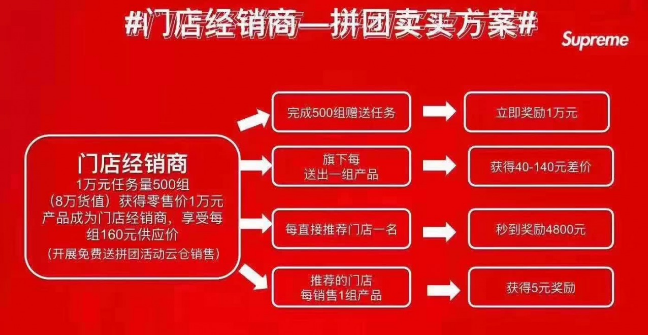 #门店经销商—拼团卖买方案#
Supreme
门店经销商
1万元任务量500组
（8万货值）获得零售价1万元
产品成为门店经销商，享受每
组160元供应价
(开展免费送拼团活动云仓销售)
完成500组赠送任务
立即奖励1万元
旗下每
送出一组产品
获得40-140元差价
每直接推荐门店一名
秒到奖励4800元
推荐的门店
每销售1组产品
获得5元奖励